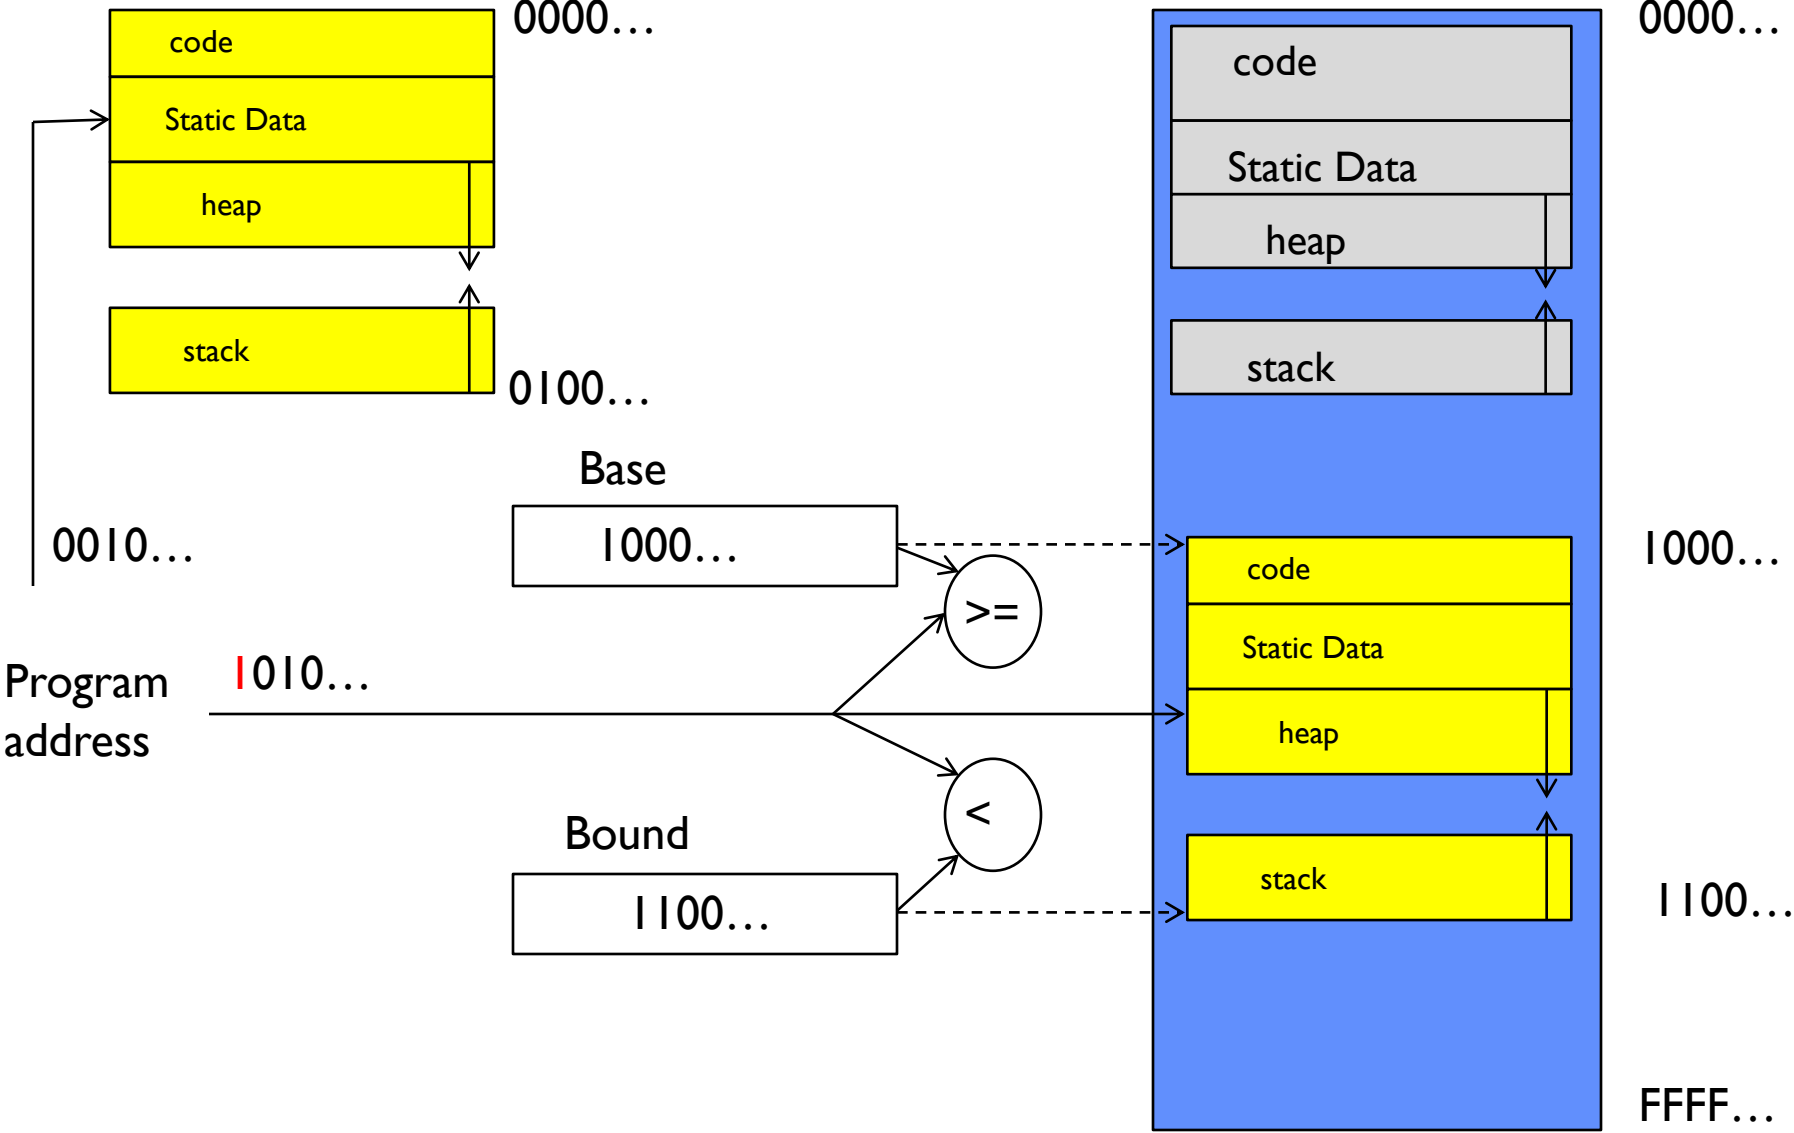 code
Static Data
heap
stack
0000…
0100…
0010…
Program
address
1010…
Base
1000…
>=
<
Bound
1100…
code
Static Data
heap
stack
code
Static Data
heap
stack
0000…
1000…
1100…
FFFF…